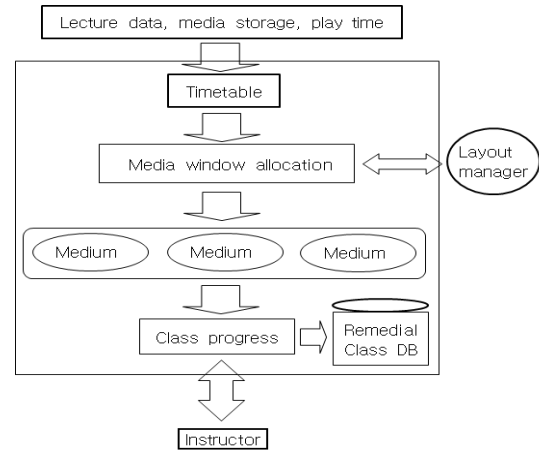 Lecture data, media storage, play time
Timetable
Media window allocation
Layout
manager
Medium
Medium
Medium
Class progress
Remedial
Class DB
Instructor